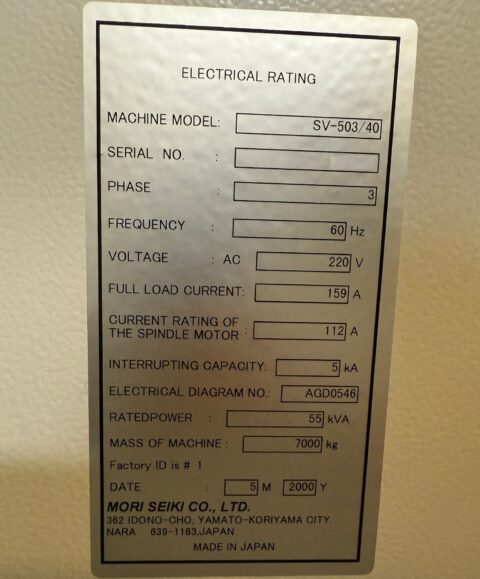 ELECTRICAL RATING
MACHINE MODEL: SV-503/40
SERIAL NO. :
PHASE : 3
FREQUENCY : 60 Hz
VOLTAGE : AC 220 V
FULL LOAD CURRENT: 159 A
CURRENT RATING OF
THE SPINDLE MOTOR : 112 A
INTERRUPTING CAPACITY: 5 kA
ELECTRICAL DIAGRAM NO.: AGD0546
RATEDPOWER : 55 kVA
MASS OF MACHINE : 7000 kg
Factory ID is # 1
DATE : 5 M 2000 Y
MORI SEIKI CO., LTD.
362 IDONO-CHO, YAMATO-KORIYAMA CITY,
NARA 639-1183,JAPAN
MADE IN JAPAN